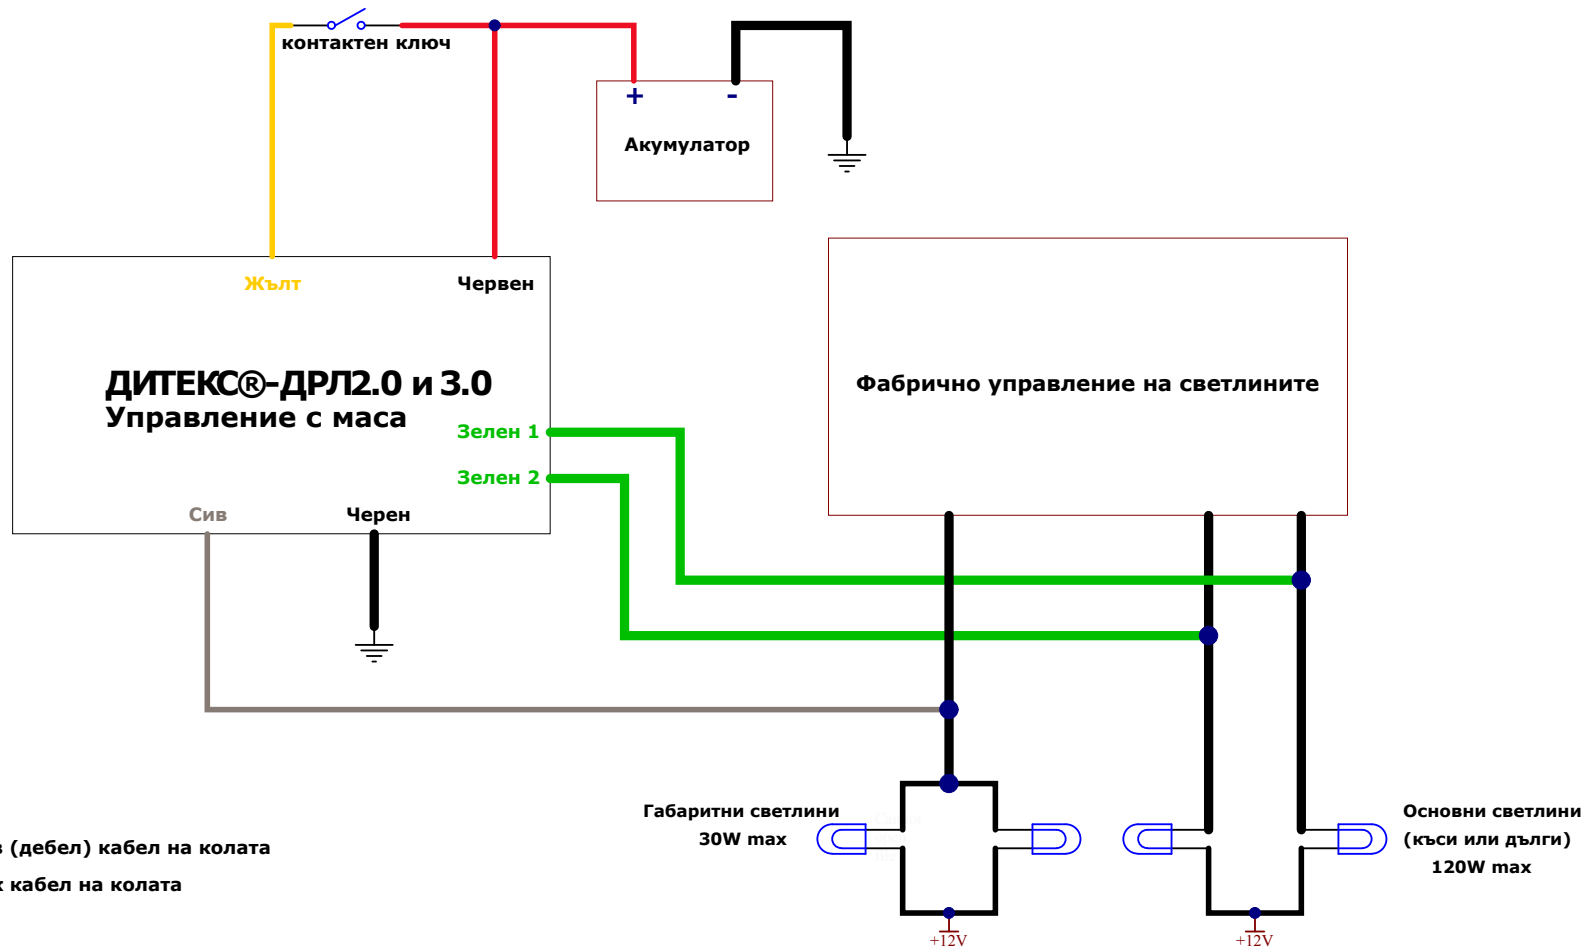 контактен ключ
+ -
Акумулатор
Жълт
Червен
ДИТЕКС®-ДРЛ2.0 и 3.0
Управление с маса
Фабрично управление на светлините
Зелен 1
Зелен 2
Сив
Черен
Габаритни светлини
30W max
Основни светлини
(къси или дълги)
120W max
(дебел) кабел на колата
кабел на колата
+12V
+12V